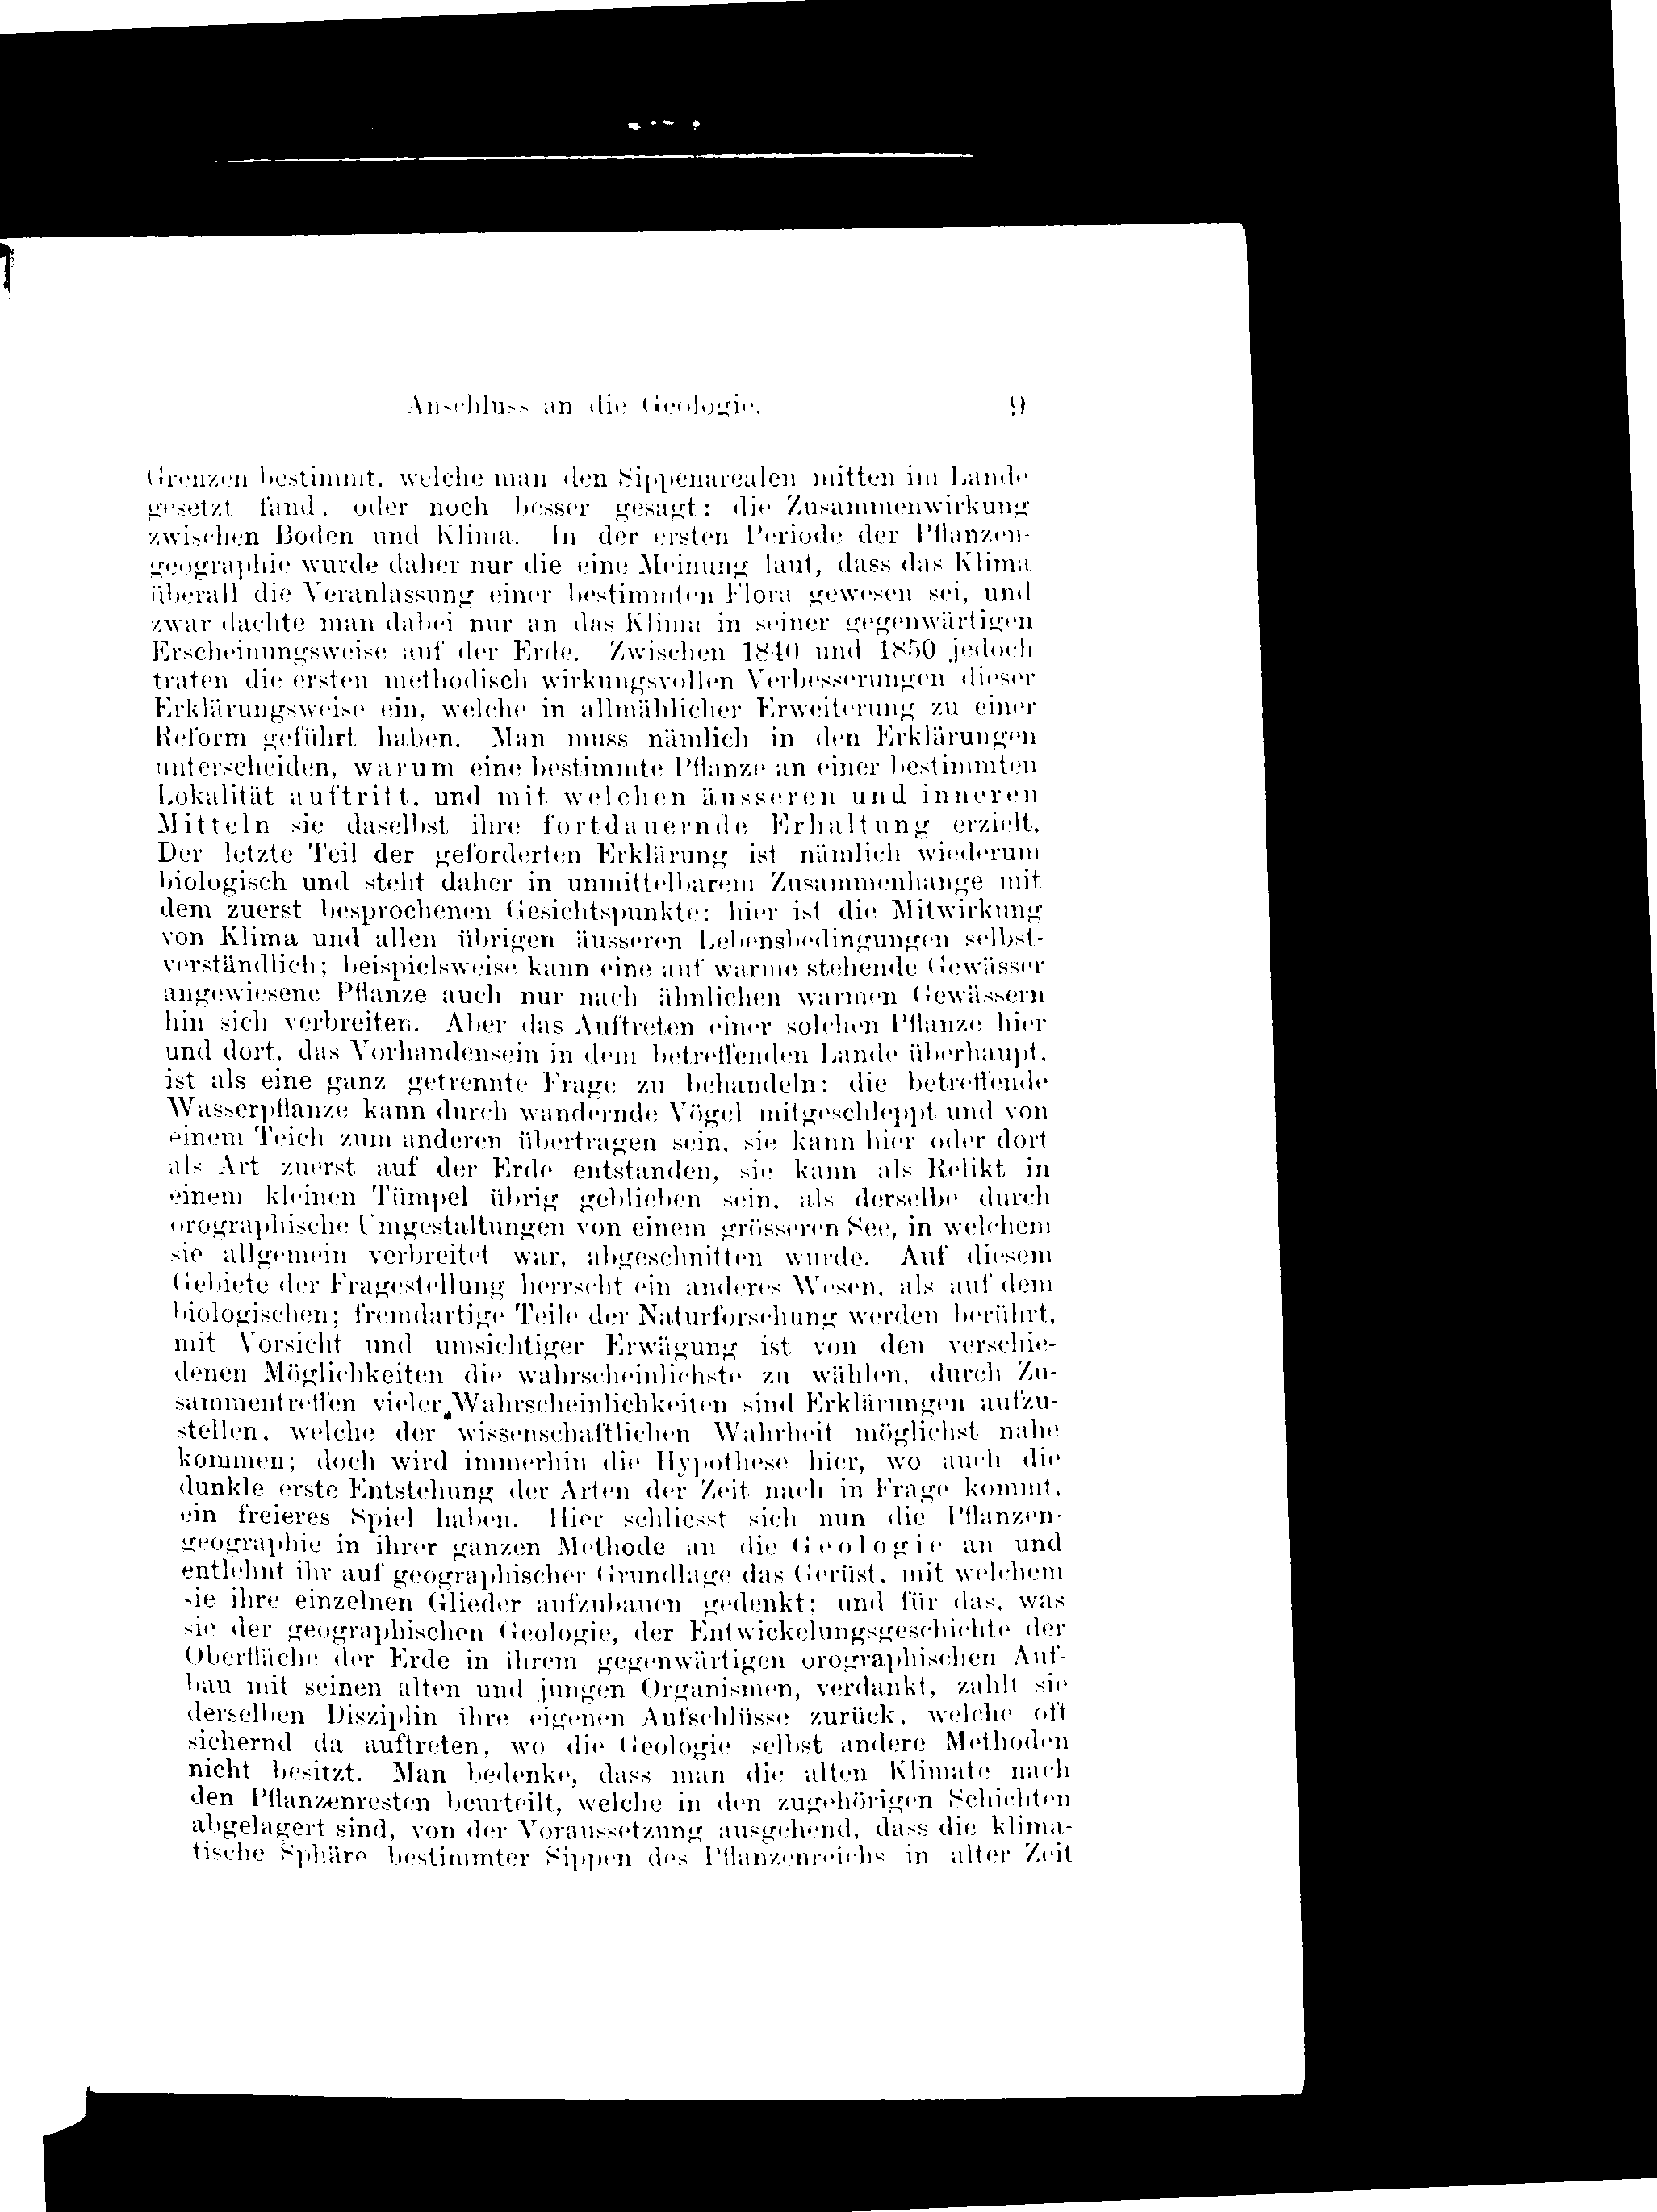 Anschluss an die Geologie. 9
Grenzen bestimmt, welche man den Sippenarealen mitten im Lande
gesetzt fand, oder noch besser gesagt: die Zusammenwirkung
zwischen Boden und Klima. In der ersten Periode der Pflanzen-
geographie wurde daher nur die eine Meinung laut, dass das Klima
überall die Veranlassung einer bestimmten Flora gewesen sei, und
zwar dachte man dabei nur an das Klima in seiner gegenwärtigen
Erscheinungsweise auf der Erde. Zwischen 1840 und 1850 jedoch
traten die ersten methodisch wirkungsvollen Verbesserungen dieser
Erklärungsweise ein, welche in allmählicher Erweiterung zu einer
Reform geführt haben. Man muss nämlich in den Erklärungen
unterscheiden, warum eine bestimmte Pflanze an einer bestimmten
Lokalität auftritt, und mit welchen äusseren und inneren
Mitteln sie daselbst ihre fortdauernde Erhaltung erzielt.
Der letzte Teil der geforderten Erklärung ist nämlich wiederum
biologisch und steht daher in unmittelbarem Zusammenhange mit
dem zuerst besprochenen Gesichtspunkte: hier ist die Mitwirkung
von Klima und allen übrigen äusseren Lebensbedingungen selbst-
verständlich; beispielsweise kann eine auf warme stehende Gewässer
angewiesene Pflanze auch nur nach ähnlichen warmen Gewässern
hin sich verbreiten. Aber das Auftreten einer solchen Pflanze hier
und dort, das Vorhandensein in dem betreffenden Lande überhaupt,
ist als eine ganz getrennte Frage zu behandeln: die betreffende
Wasserpflanze kann durch wandernde Vögel mitgeschleppt und von
einem Teich zum anderen übertragen sein, sie kann hier oder dort
als Art zuerst auf der Erde entstanden, sie kann als Relikt in
einem kleinen Tümpel übrig geblieben sein, als derselbe durch
orographische Umgestaltungen von einem grösseren See, in welchem
sie allgemein verbreitet war, abgeschnitten wurde. Auf diesem
Gebiete der Fragestellung herrscht ein anderes Wesen, als auf dem
biologischen; fremdartige Teile der Naturforschung werden berührt,
mit Vorsicht und umsichtiger Erwägung ist von den verschie-
denen Möglichkeiten die wahrscheinlichste zu wählen, durch Zu-
sammentreffen vieler Wahrscheinlichkeiten sind Erklärungen aufzu-
stellen, welche der wissenschaftlichen Wahrheit möglichst nahe
kommen; doch wird immerhin die Hypothese hier, wo auch die
dunkle erste Entstehung der Arten der Zeit nach in Frage kommt,
ein freieres Spiel haben. Hier schliesst sich nun die Pflanzen-
geographie in ihrer ganzen Methode an die Geologie an und
entlehnt ihr auf geographischer Grundlage das Gerüst, mit welchem
sie ihre einzelnen Glieder aufzubauen gedenkt; und für das, was
sie der geographischen Geologie, der Entwickelungsgeschichte der
Oberfläche der Erde in ihrem gegenwärtigen orographischen Auf-
bau mit seinen alten und jungen Organismen, verdankt, zahlt sie
derselben Disziplin ihre eigenen Aufschlüsse zurück, welche oft
sichernd da auftreten, wo die Geologie selbst andere Methoden
nicht besitzt. Man bedenke, dass man die alten Klimate nach
den Pflanzenresten beurteilt, welche in den zugehörigen Schichten
abgelagert sind, von der Voraussetzung ausgehend, dass die klima-
tische Sphäre bestimmter Sippen des Pflanzenreichs in alter Zeit